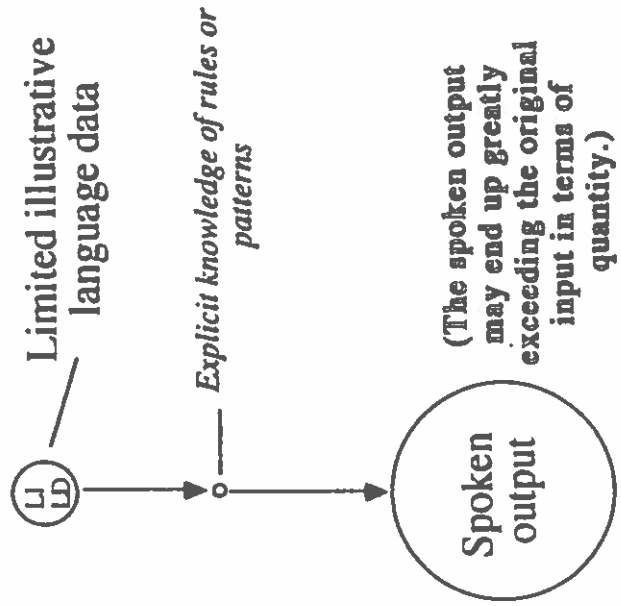 LI
LD
Limited illustrative
language data
Explicit knowledge of rules or
patterns
Spoken
output
(The spoken output
may end up greatly
exceeding the original
input in terms of
quantity.)